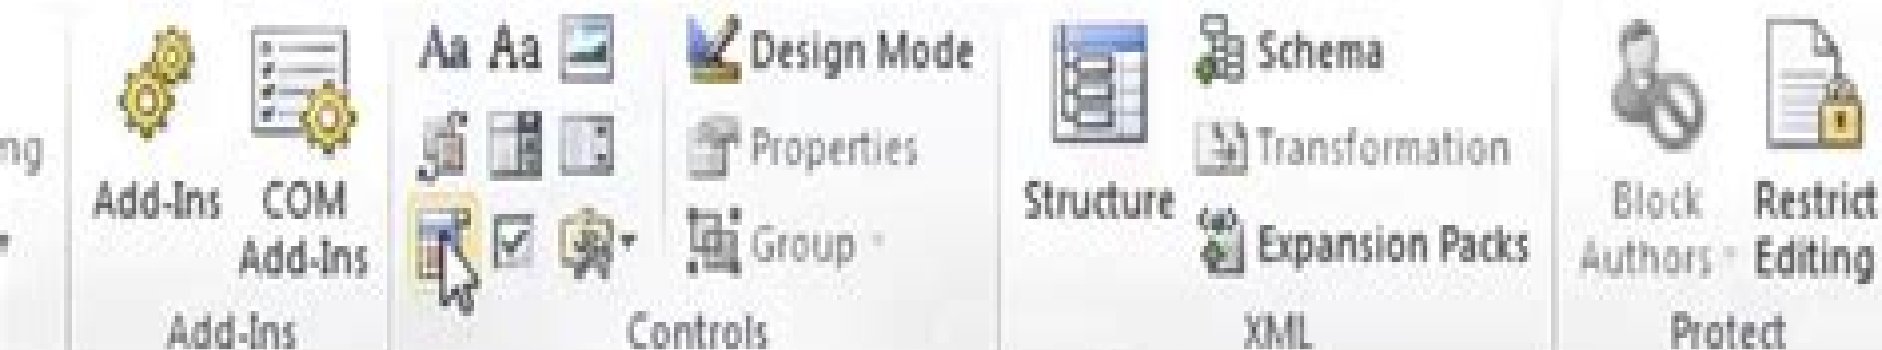 Add-Ins
COM
Add-Ins
Add-Ins
Aa Aa
Design Mode
Properties
Group
Controls
Structure
Schema
Transformation
Expansion Packs
XML
Block
Authors
Restrict
Editing
Protect